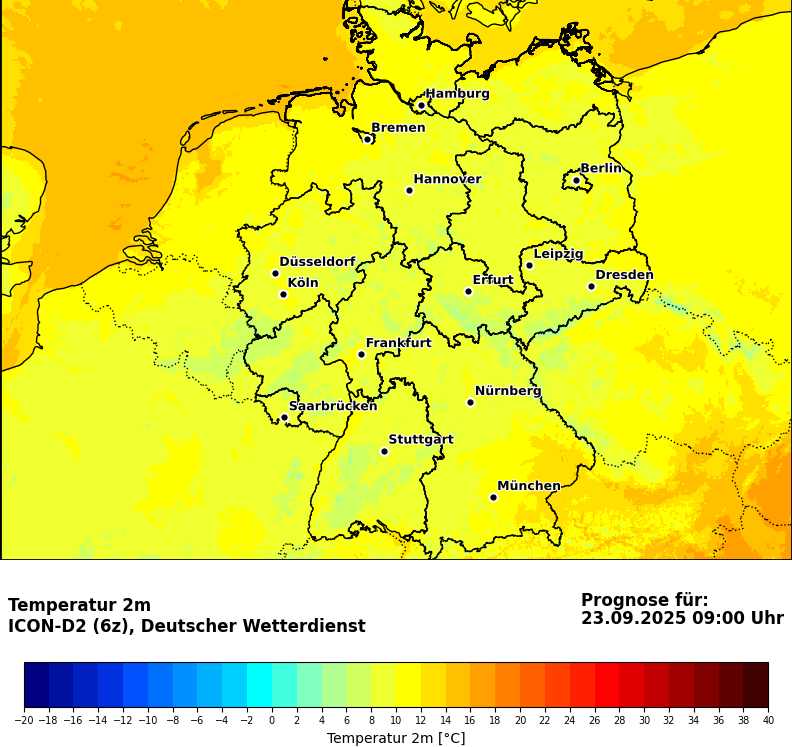 Hamburg
Bremen
Berlin
Hannover
Leipzig
Düsseldorf
Dresden
Köln
Erfurt
Frankfurt
Nürnberg
Saarbrücken
Stuttgart
München
Temperatur 2m
ICON-D2 (6z), Deutscher Wetterdienst
Prognose für:
23.09.2025 09:00 Uhr
−20 −18 −16 −14 −12 −10 −8 −6 −4 −2 0 2 4 6 8 10 12 14 16 18 20 22 24 26 28 30 32 34 36 38 40
Temperatur 2m [°C]